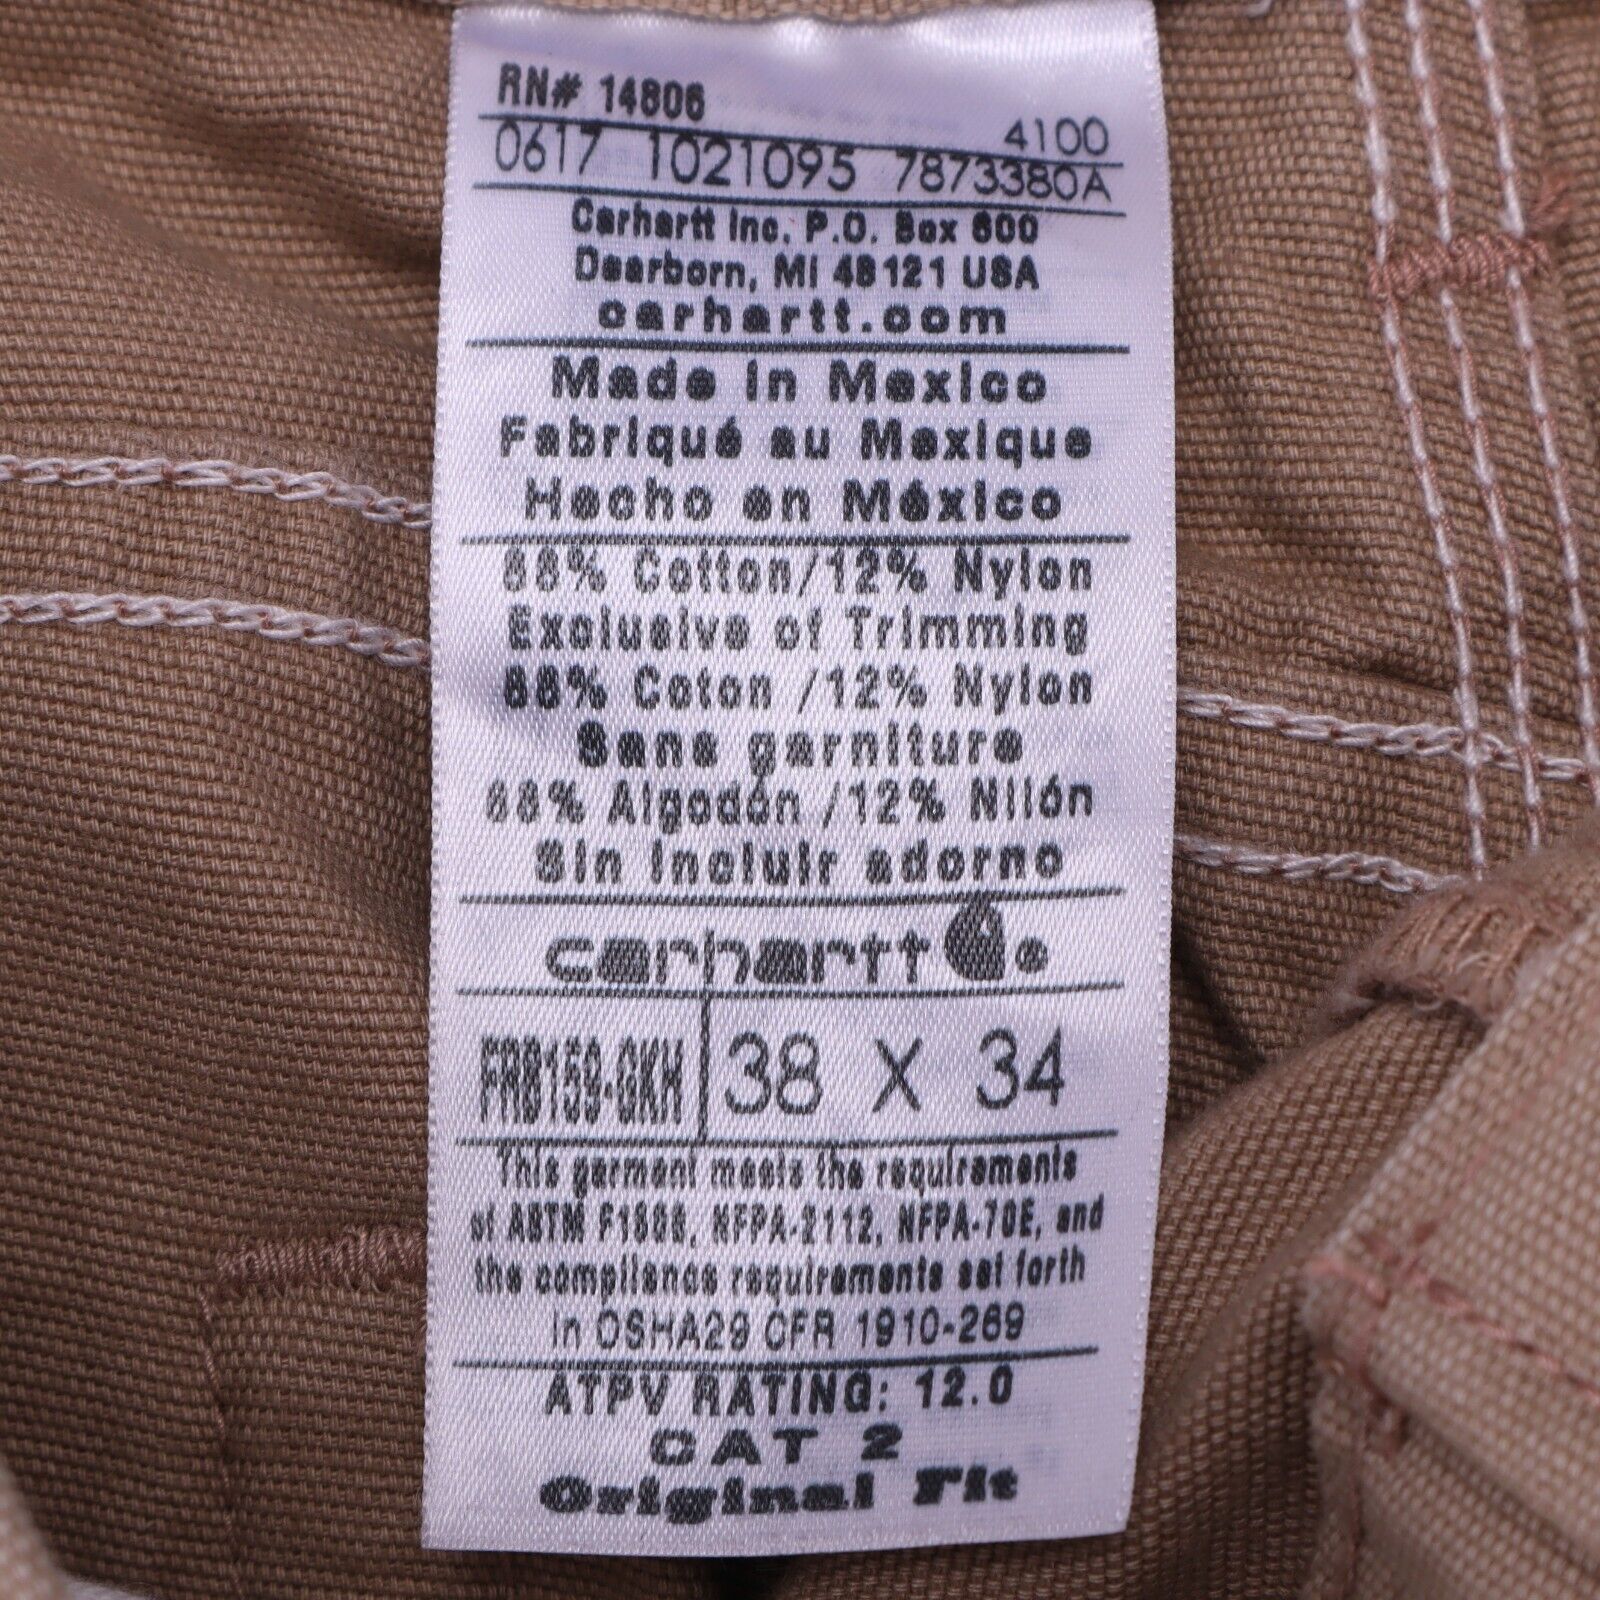 RN# 14806
4100
0617 1021095 7873380A
Carhartt Inc. P.O. Box 600
Dearborn, MI 48121 USA
carhartt.com
Made in Mexico
Fabriqué au Mexique
Hecho en México
88% Cotton/12% Nylon
Exclusive of Trimming
88% Coton /12% Nylon
Sans garniture
88% Algodón /12% Nilón
Sin incluir adorno
carhartt
FRB159-GKH 38 X 34
This garment meets the requirements
of ASTM F1506, NFPA-2112, NFPA-70E, and
the compliance requirements set forth
in OSHA29 CFR 1910-269
ATPV RATING: 12.0
CAT 2
Original Fit